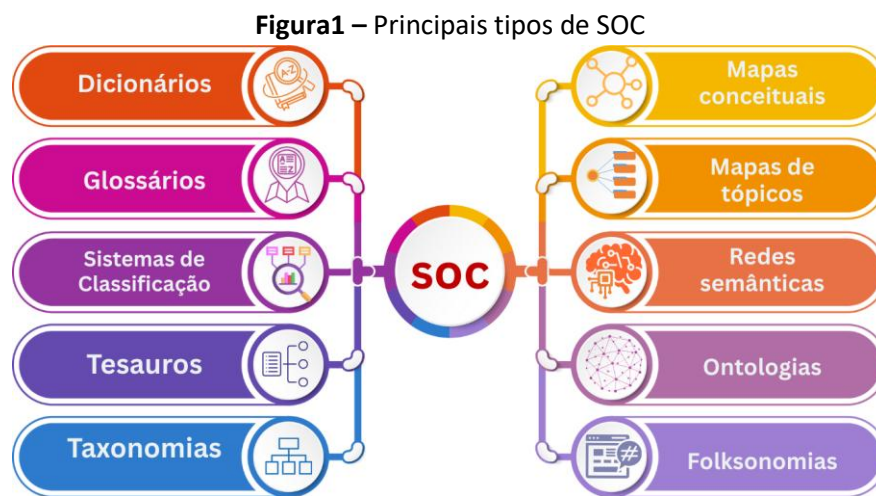 Figura1 – Principais tipos de SOC
Dicionários
A-Z
Glossários
A
Z
Sistemas de
Classificação
Tesauros
Taxonomias
SOC
Mapas
conceituais
Mapas de
tópicos
Redes
semânticas
Ontologias
#
Folksonomias